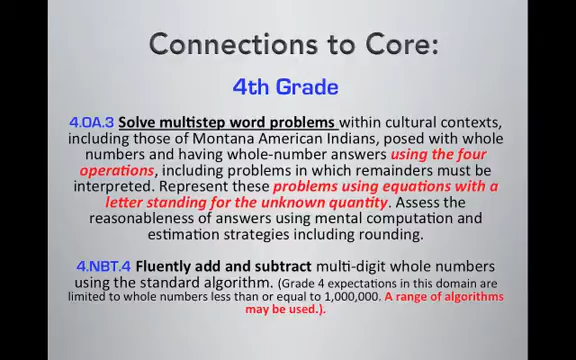 Connections to Core:
4th Grade
4.OA.3 Solve multistep word problems within cultural contexts,
including those of Montana American Indians, posed with whole
numbers and having whole-number answers using the four
operations, including problems in which remainders must be
interpreted. Represent these problems using equations with a
letter standing for the unknown quantity. Assess the
reasonableness of answers using mental computation and
estimation strategies including rounding.
4.NBT.4 Fluently add and subtract multi-digit whole numbers
using the standard algorithm. (Grade 4 expectations in this domain are
limited to whole numbers less than or equal to 1,000,000. A range of algorithms
may be used.).